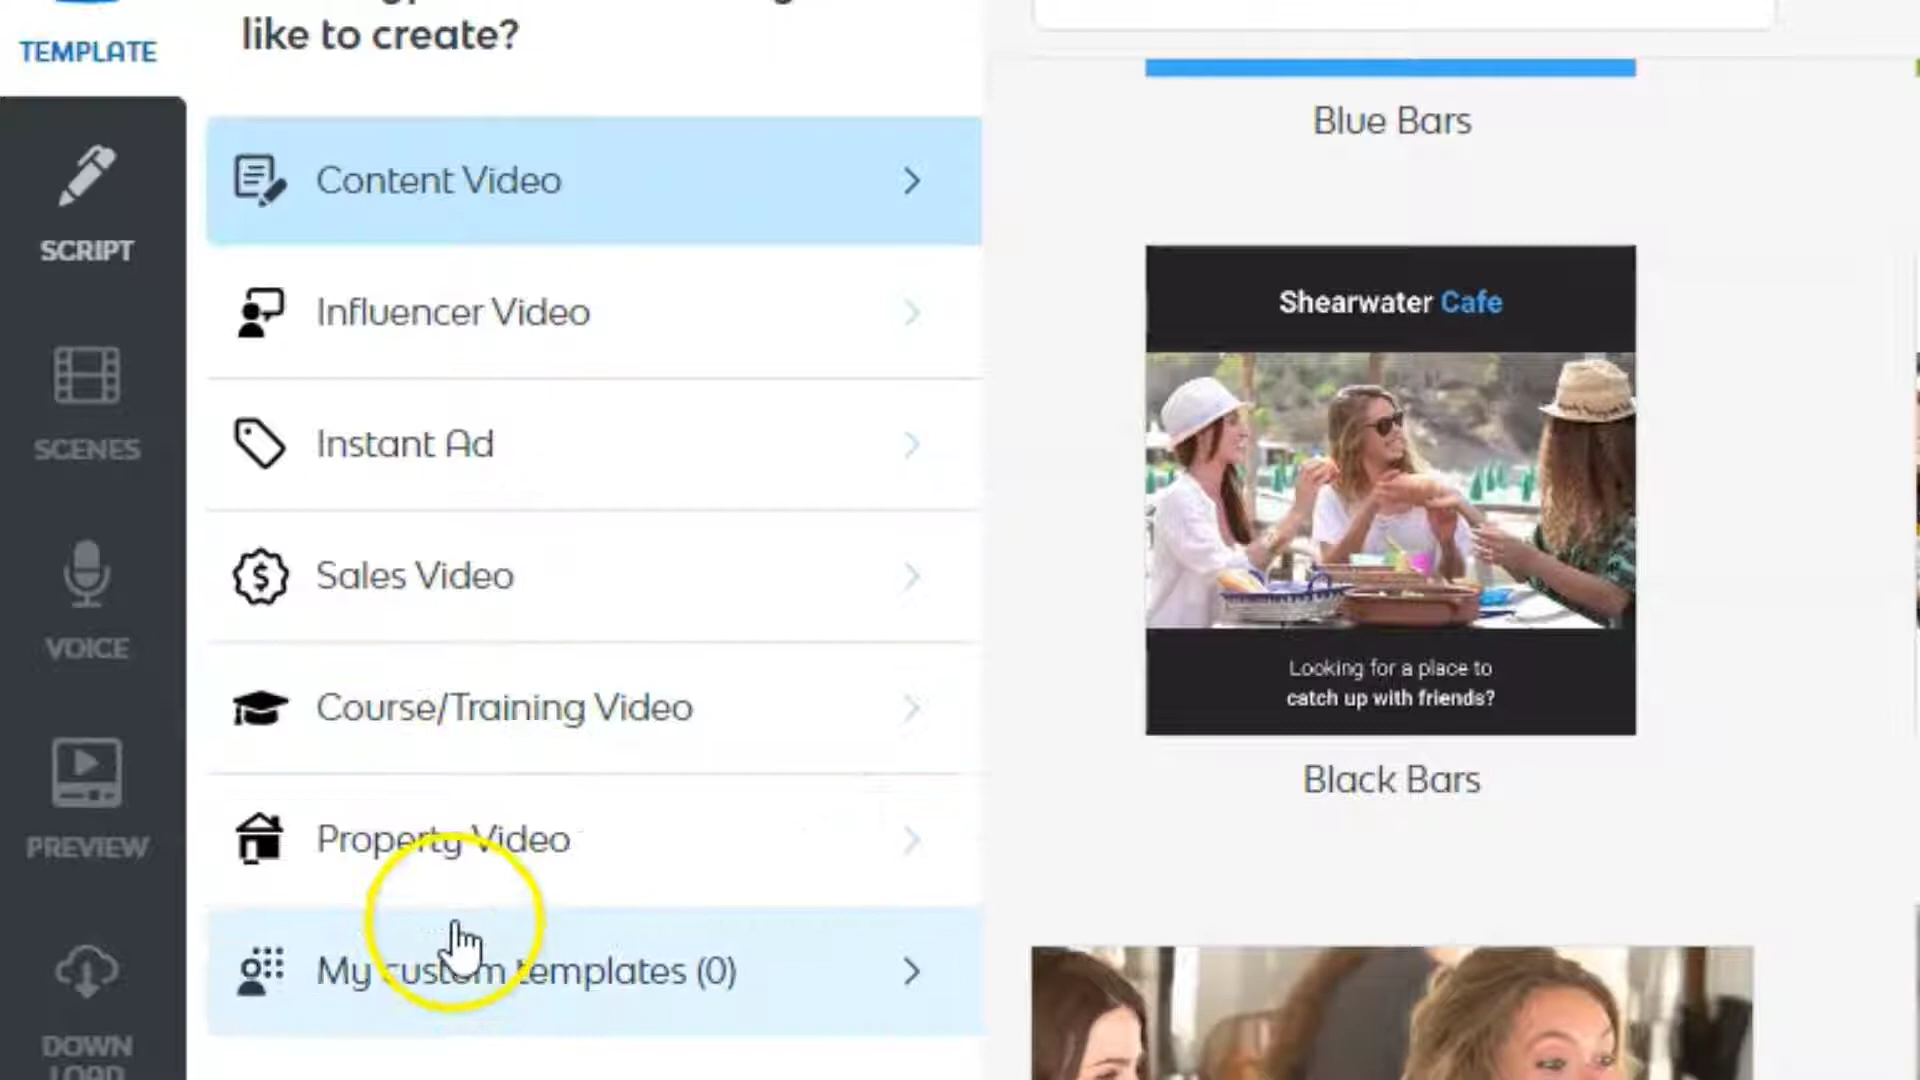 like to create?
TEMPLATE
SCRIPT
SCENES
VOICE
PREVIEW
DOWN
LOAD
Content Video
Influencer Video
Instant Ad
Sales Video
Course/Training Video
Property Video
My custom templates (0)
Blue Bars
Shearwater Cafe
Looking for a place to
catch up with friends?
Black Bars